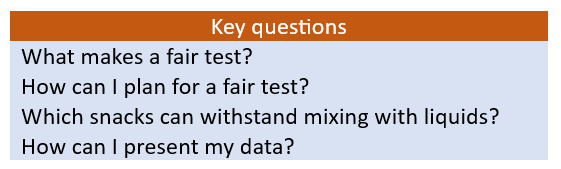 Key questions
What makes a fair test?
How can I plan for a fair test?
Which snacks can withstand mixing with liquids?
How can I present my data?